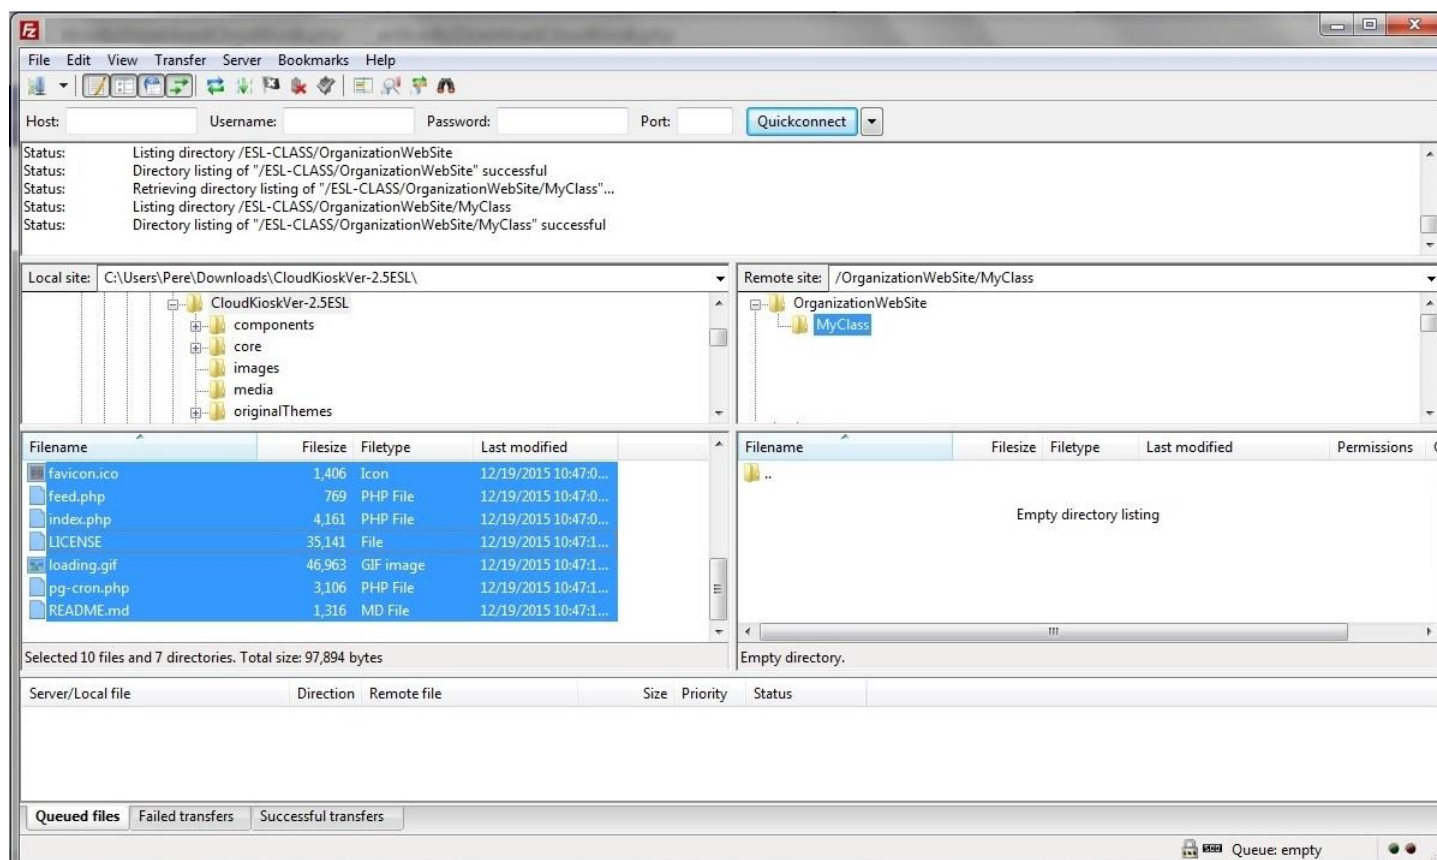 Fz
File Edit View Transfer Server Bookmarks Help
Host: Username: Password: Port: Quickconnect
Status: Listing directory /ESL-CLASS/OrganizationWebSite
Status: Directory listing of "/ESL-CLASS/OrganizationWebSite" successful
Status: Retrieving directory listing of "/ESL-CLASS/OrganizationWebSite/MyClass"...
Status: Listing directory /ESL-CLASS/OrganizationWebSite/MyClass
Status: Directory listing of "/ESL-CLASS/OrganizationWebSite/MyClass" successful
Local site: C:\Users\Pere\Downloads\CloudKioskVer-2.5ESL\
CloudKioskVer-2.5ESL
components
core
images
media
originalThemes
Remote site: /OrganizationWebSite/MyClass
OrganizationWebSite
MyClass
Filename Filesize Filetype Last modified
favicon.ico 1,406 Icon 12/19/2015 10:47:0...
feed.php 769 PHP File 12/19/2015 10:47:0...
index.php 4,161 PHP File 12/19/2015 10:47:0...
LICENSE 35,141 File 12/19/2015 10:47:1...
loading.gif 46,963 GIF image 12/19/2015 10:47:1...
pg-cron.php 3,106 PHP File 12/19/2015 10:47:1...
README.md 1,316 MD File 12/19/2015 10:47:1...
Selected 10 files and 7 directories. Total size: 97,894 bytes
Filename Filesize Filetype Last modified Permissions
..
Empty directory listing
Empty directory.
Server/Local file Direction Remote file Size Priority Status
Queued files Failed transfers Successful transfers
Queue: empty